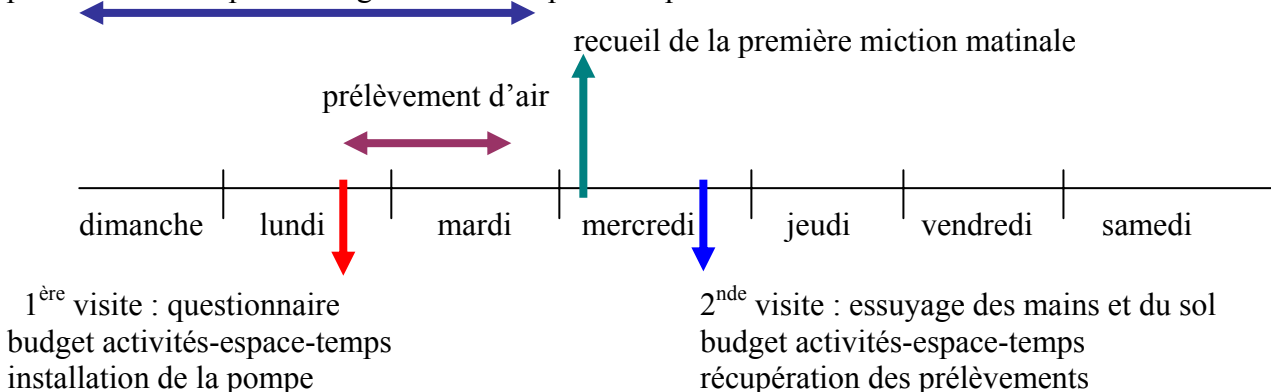 recueil de la première miction matinale
prélèvement d'air
dimanche lundi mardi mercredi jeudi vendredi samedi
1ère visite : questionnaire
budget activités-espace-temps
installation de la pompe
2nde visite : essuyage des mains et du sol
budget activités-espace-temps
récupération des prélèvements